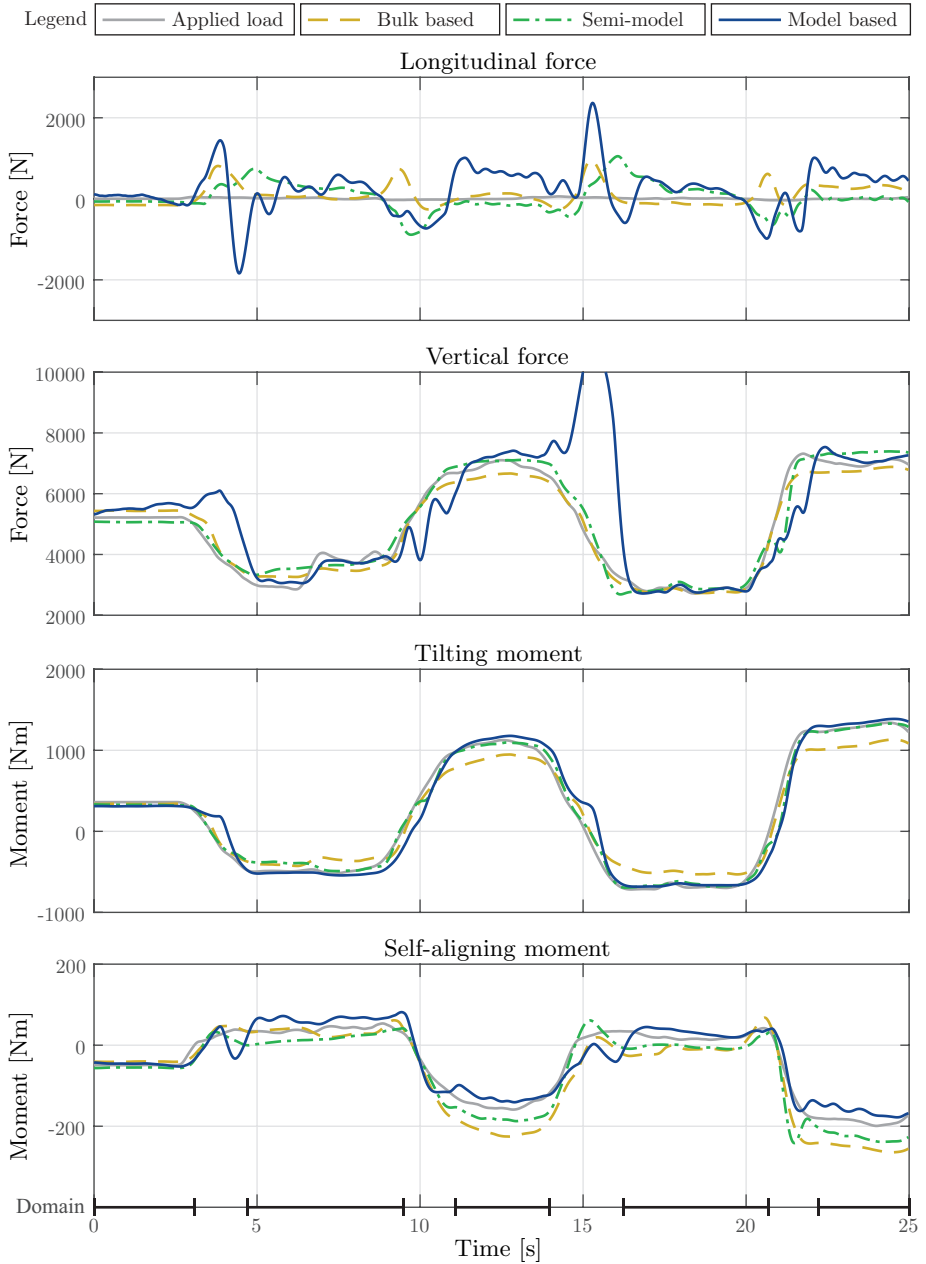 Legend Applied load Bulk based Semi-model Model based
Longitudinal force
Force [N]
2000
0
-2000
Vertical force
Force [N]
10000
8000
6000
4000
2000
Tilting moment
Moment [Nm]
2000
1000
0
-1000
Self-aligning moment
Moment [Nm]
200
0
-200
Domain
0 5 10 15 20 25
Time [s]